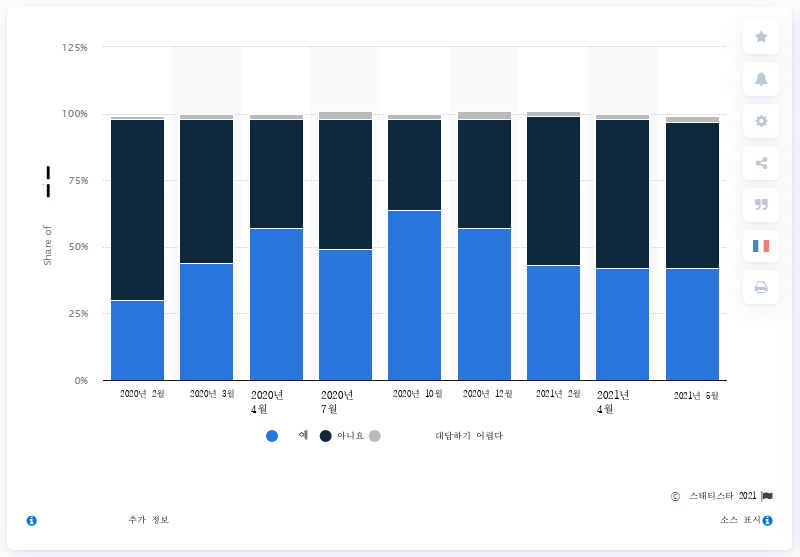 125%
100%
75%
50%
25%
0%
Share of
2020년 2월
2020년 3월
2020년
4월
2020년
7월
2020년 10월
2020년 12월
2021년 2월
2021년
4월
2021년 5월
예
아니요
대답하기 어렵다
© 스태티스타 2021
추가 정보
소스 표시